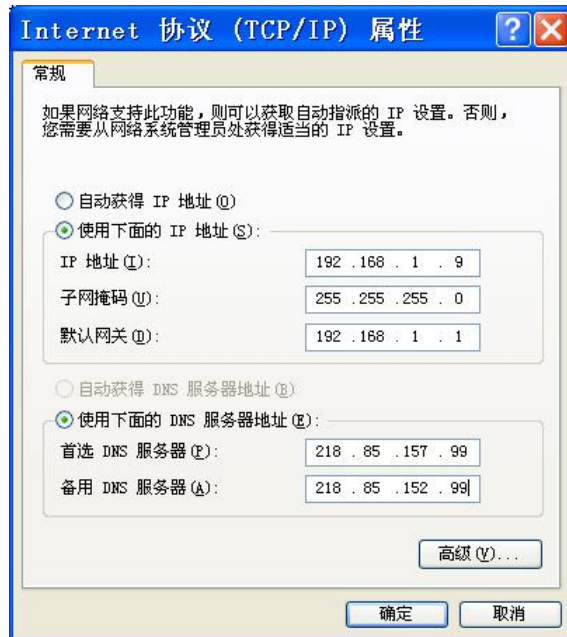 Internet 协议 (TCP/IP) 属性
常规
如果网络支持此功能，则可以获取自动指派的 IP 设置。否则，
您需要从网络系统管理员处获得适当的 IP 设置。
自动获得 IP 地址(O)
使用下面的 IP 地址(S):
IP 地址(I): 192 .168 . 1 . 9
子网掩码(U): 255 .255 .255 . 0
默认网关(D): 192 .168 . 1 . 1
自动获得 DNS 服务器地址(B)
使用下面的 DNS 服务器地址(E):
首选 DNS 服务器(P): 218 . 85 .157 . 99
备用 DNS 服务器(A): 218 . 85 .152 . 99
高级(V)...
确定 取消